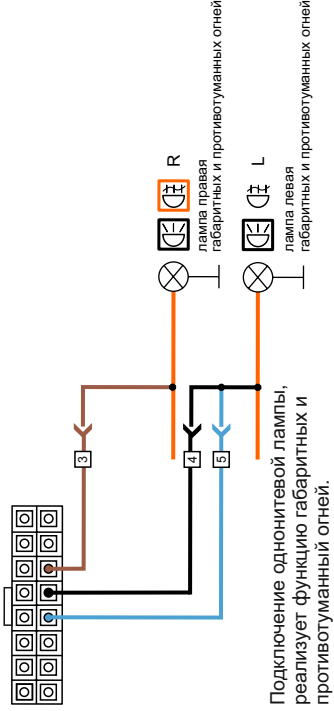 3
R
лампа правая
габаритных и противотуманных огней
4
5
L
лампа левая
габаритных и противотуманных огней
Подключение однонитевой лампы,
реализует функцию габаритных и
противотуманный огней.